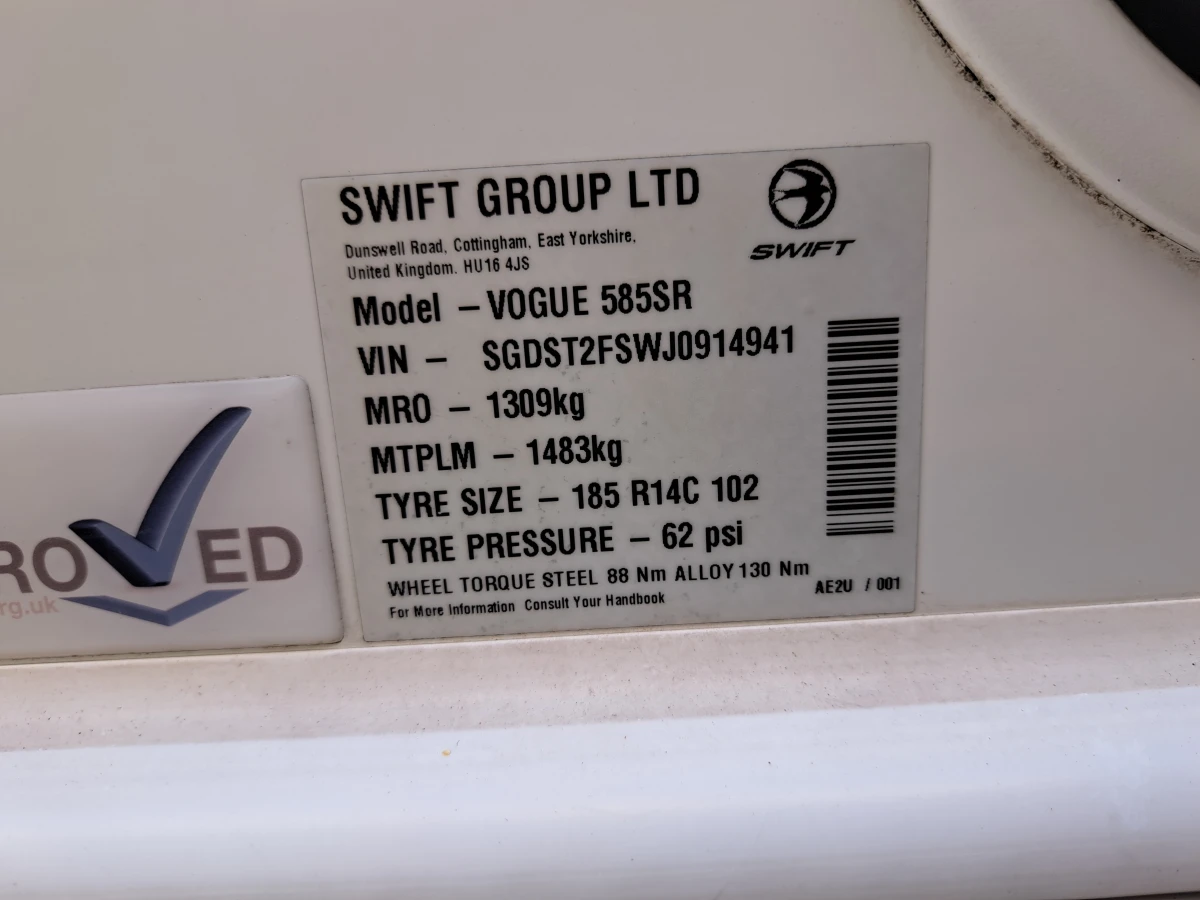 SWIFT GROUP LTD
Dunswell Road, Cottingham, East Yorkshire,
United Kingdom. HU16 4JS
SWIFT
Model – VOGUE 585SR
VIN – SGDST2FSWJ0914941
MRO – 1309kg
MTPLM – 1483kg
TYRE SIZE – 185 R14C 102
TYRE PRESSURE – 62 psi
WHEEL TORQUE STEEL 88 Nm ALLOY 130 Nm
For More Information Consult Your Handbook
AE2U / 001
ROVED
rg.uk